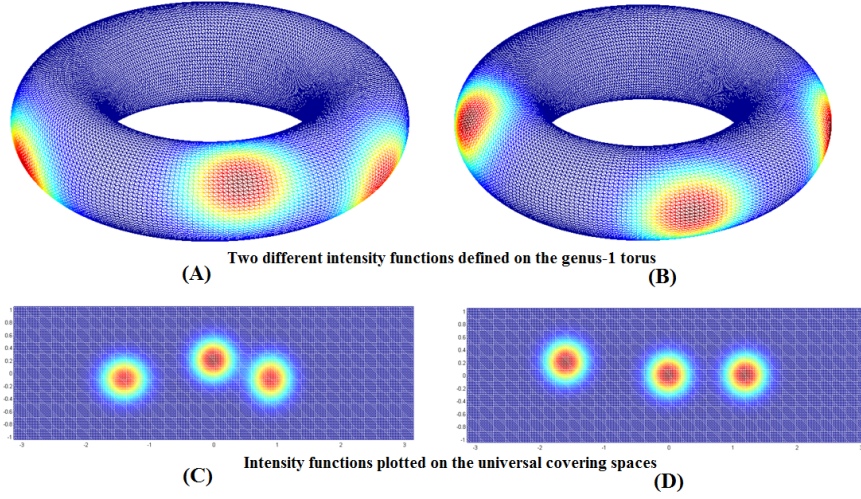 Two different intensity functions defined on the genus-1 torus
(A) (B)
1 0.8 0.6 0.4 0.2 0 -0.2 -0.4 -0.6 -0.8 -1
-2 -1 0 1 2 3
1 0.8 0.6 0.4 0.2 0 -0.2 -0.4 -0.6 -0.8 -1
-3 -2 -1 0 1 2 3
Intensity functions plotted on the universal covering spaces
(C) (D)